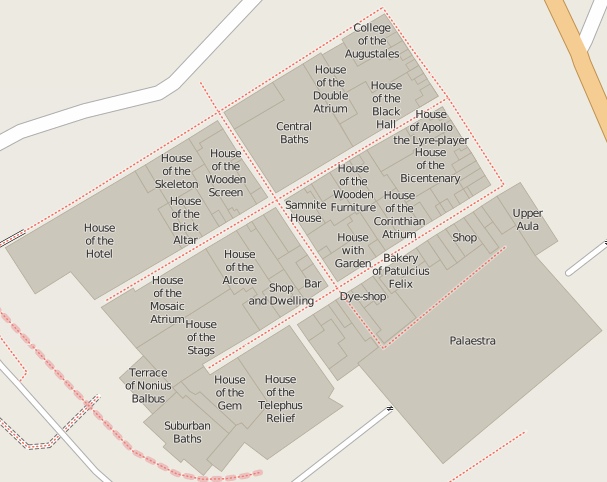 College
of the
Augustales
House
of the
Double
Atrium
House
of the
Black
Hall
Central
Baths
House
of Apollo
the Lyre-player
House
of the
Bicentenary
House
of the
Skeleton
House
of the
Wooden
Screen
House
of the
Wooden
Furniture
House
of the
Brick
Altar
Samnite
House
House
of the
Corinthian
Atrium
Upper
Aula
House
of the
Hotel
House
with
Garden
Shop
House
of the
Alcove
Bakery
of Patulcius
Felix
House
of the
Mosaic
Atrium
Shop
and Dwelling
Bar
Dye-shop
House
of the
Stags
Palaestra
Terrace
of Nonius
Balbus
House
of the
Gem
House
of the
Telephus
Relief
Suburban
Baths